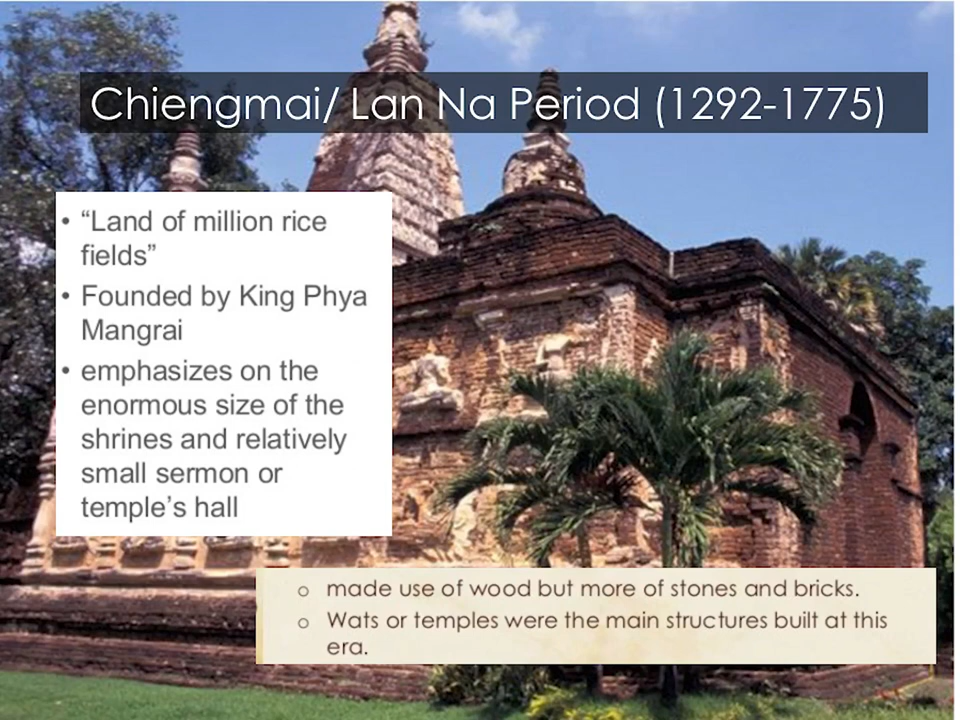 Chiengmai/ Lan Na Period (1292-1775)
• “Land of million rice
fields”
• Founded by King Phya
Mangrai
• emphasizes on the
enormous size of the
shrines and relatively
small sermon or
temple’s hall
o made use of wood but more of stones and bricks.
o Wats or temples were the main structures built at this
era.